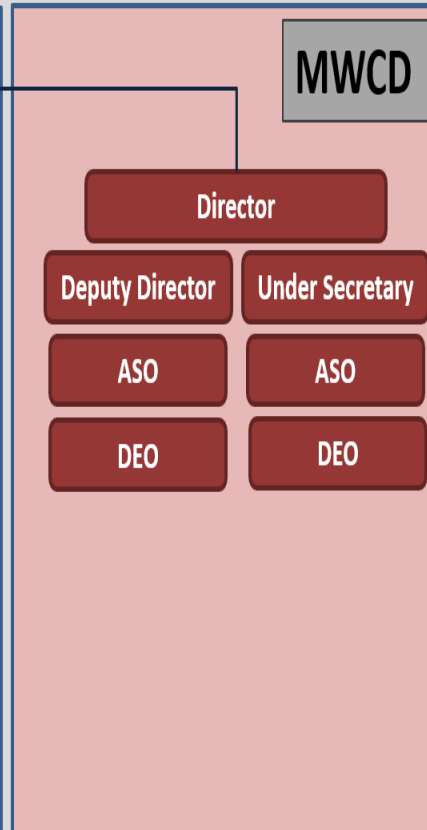 MWCD
Director
Deputy Director Under Secretary
ASO ASO
DEO DEO